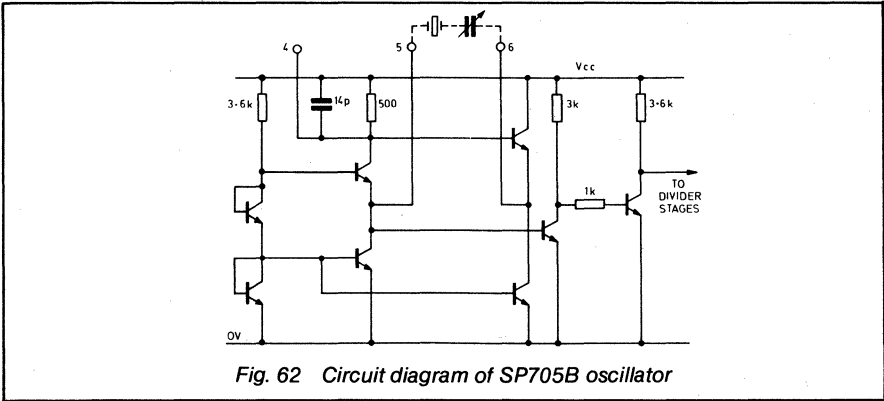 4
5
6
Vcc
3·6k
14p
500
3k
3·6k
1k
TO
DIVIDER
STAGES
0V
Fig. 62 Circuit diagram of SP705B oscillator